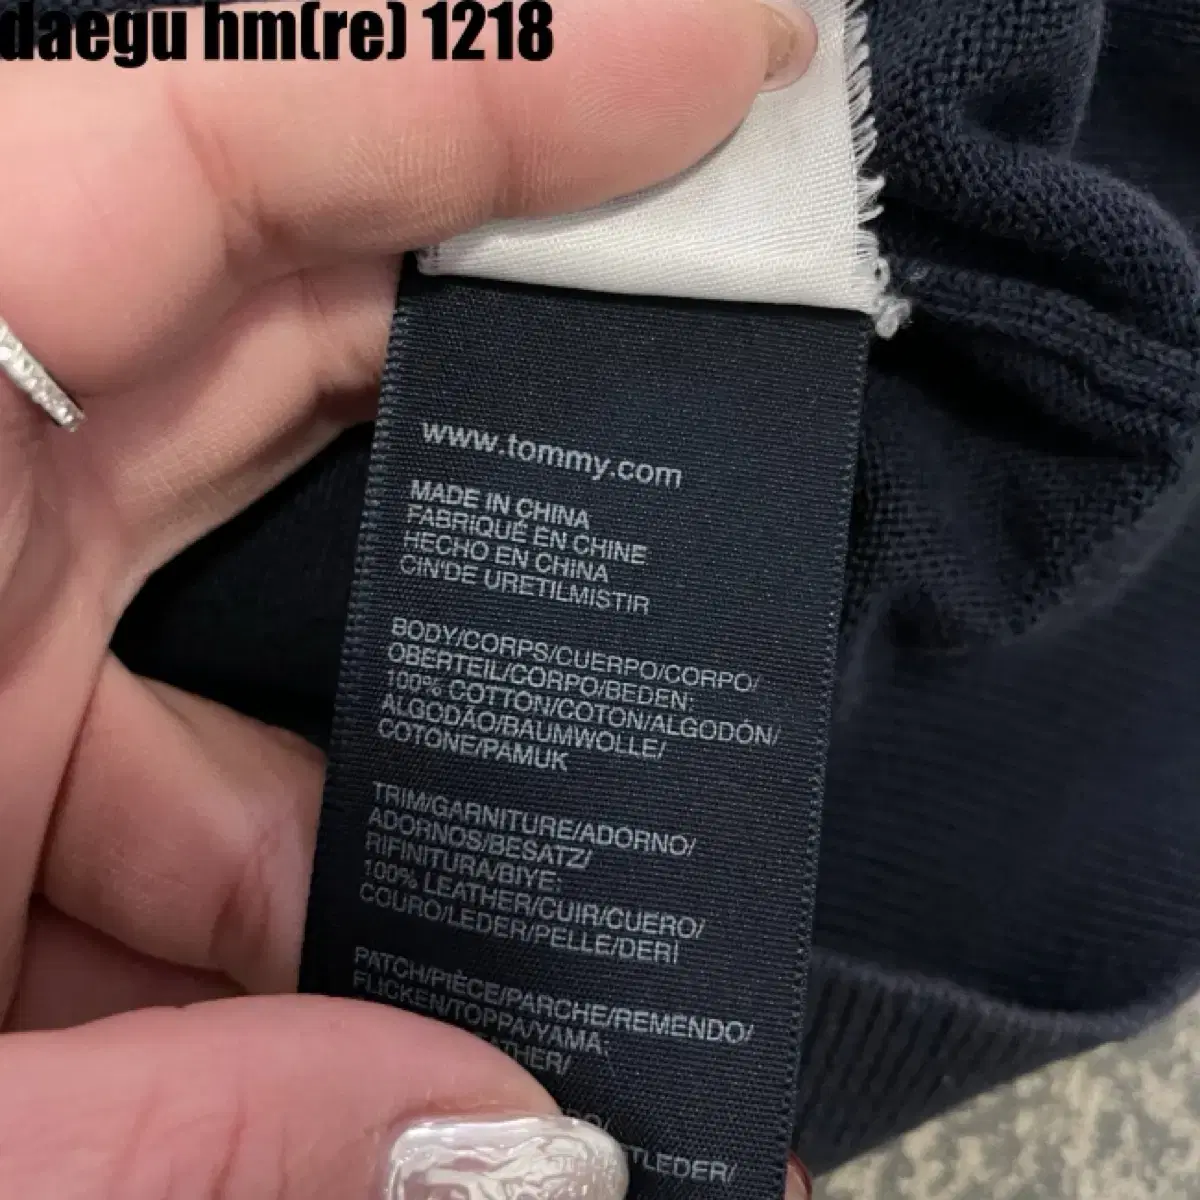 daegu hm(re) 1218
www.tommy.com
MADE IN CHINA
FABRIQUÉ EN CHINE
HECHO EN CHINA
CIN'DE URETILMISTIR
BODY/CORPS/CUERPO/CORPO/
OBERTEIL/CORPO/BEDEN:
100% COTTON/COTON/ALGODÓN/
ALGODÃO/BAUMWOLLE/
COTONE/PAMUK
TRIM/GARNITURE/ADORNO/
ADORNOS/BESATZ/
RIFINITURA/BIYE:
100% LEATHER/CUIR/CUERO/
COURO/LEDER/PELLE/DERİ
PATCH/PIÈCE/PARCHE/REMENDO/
FLICKEN/TOPPA/YAMA: